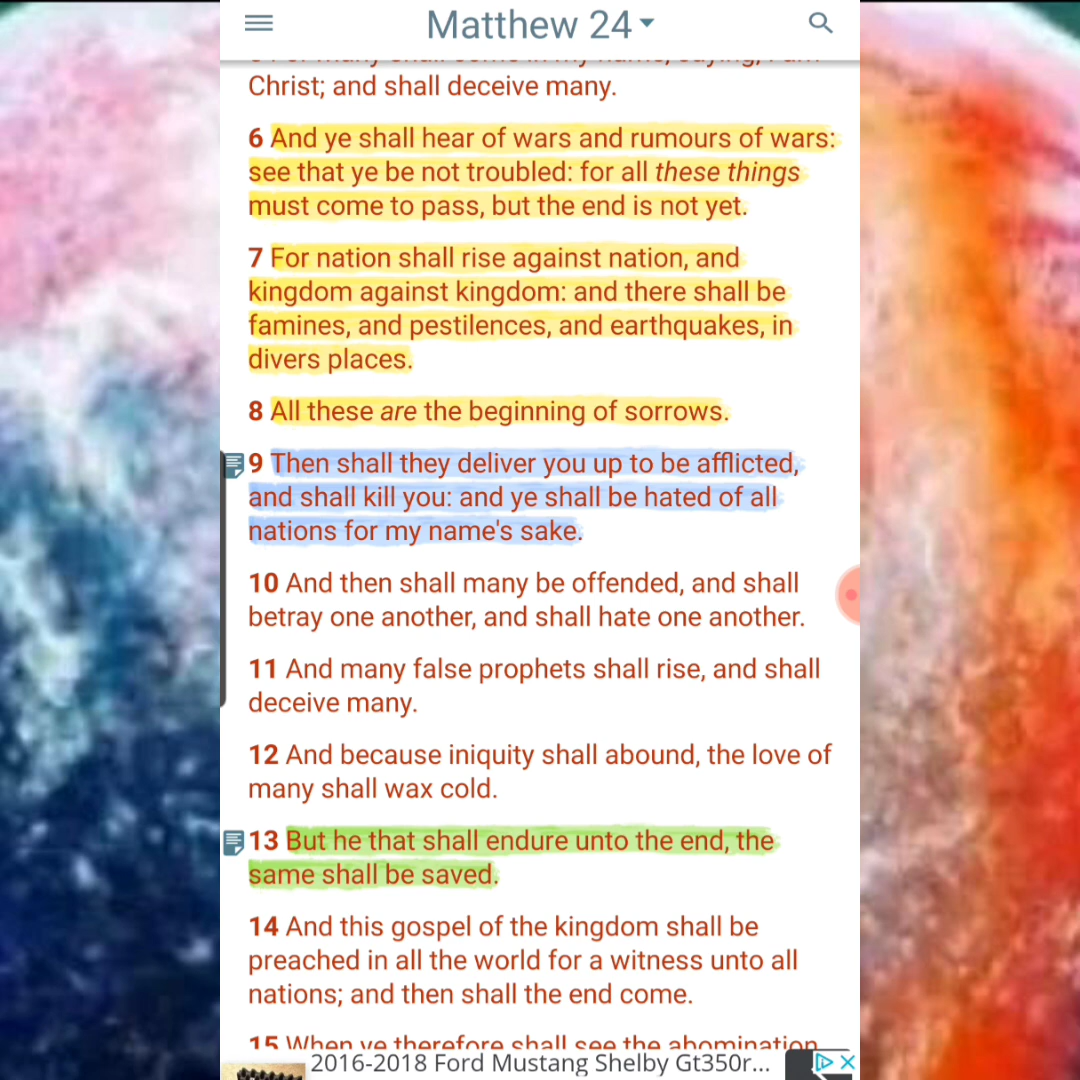 Matthew 24
Christ; and shall deceive many.
6 And ye shall hear of wars and rumours of wars:
see that ye be not troubled: for all these things
must come to pass, but the end is not yet.
7 For nation shall rise against nation, and
kingdom against kingdom: and there shall be
famines, and pestilences, and earthquakes, in
divers places.
8 All these are the beginning of sorrows.
9 Then shall they deliver you up to be afflicted,
and shall kill you: and ye shall be hated of all
nations for my name's sake.
10 And then shall many be offended, and shall
betray one another, and shall hate one another.
11 And many false prophets shall rise, and shall
deceive many.
12 And because iniquity shall abound, the love of
many shall wax cold.
13 But he that shall endure unto the end, the
same shall be saved.
14 And this gospel of the kingdom shall be
preached in all the world for a witness unto all
nations; and then shall the end come.
15 When ye therefore shall see the abomination
2016-2018 Ford Mustang Shelby Gt350r...